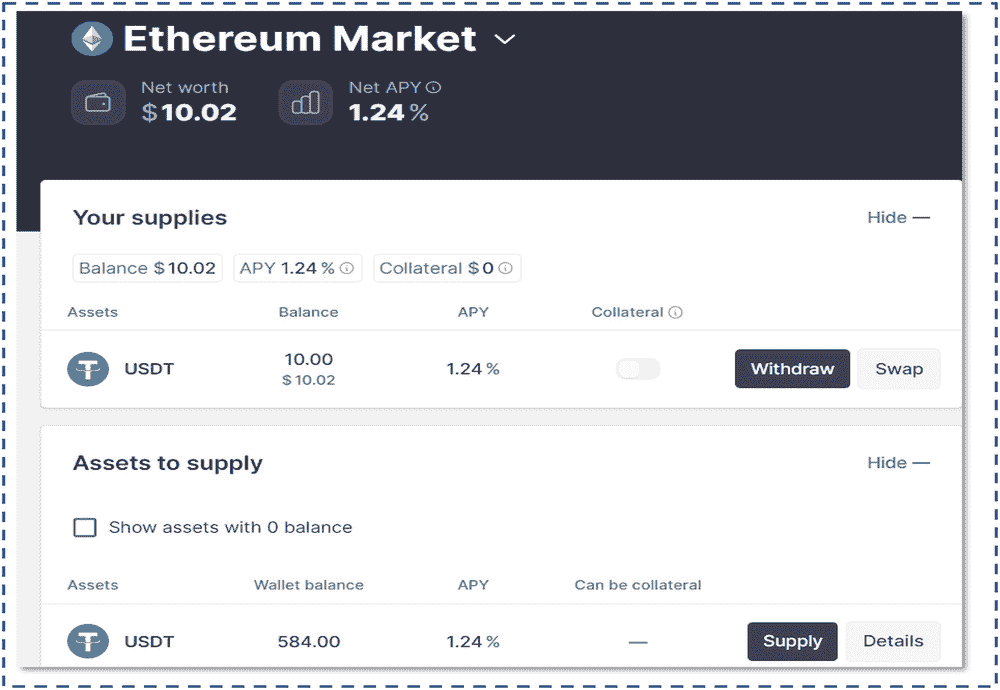 Ethereum Market
Net worth
$10.02
Net APY
1.24 %
Your supplies
Hide —
Balance $10.02
APY 1.24 %
Collateral $0
Assets Balance APY Collateral
USDT 10.00 1.24 % Withdraw Swap
$10.02
Assets to supply
Hide —
Show assets with 0 balance
Assets Wallet balance APY Can be collateral
USDT 584.00 1.24 % — Supply Details